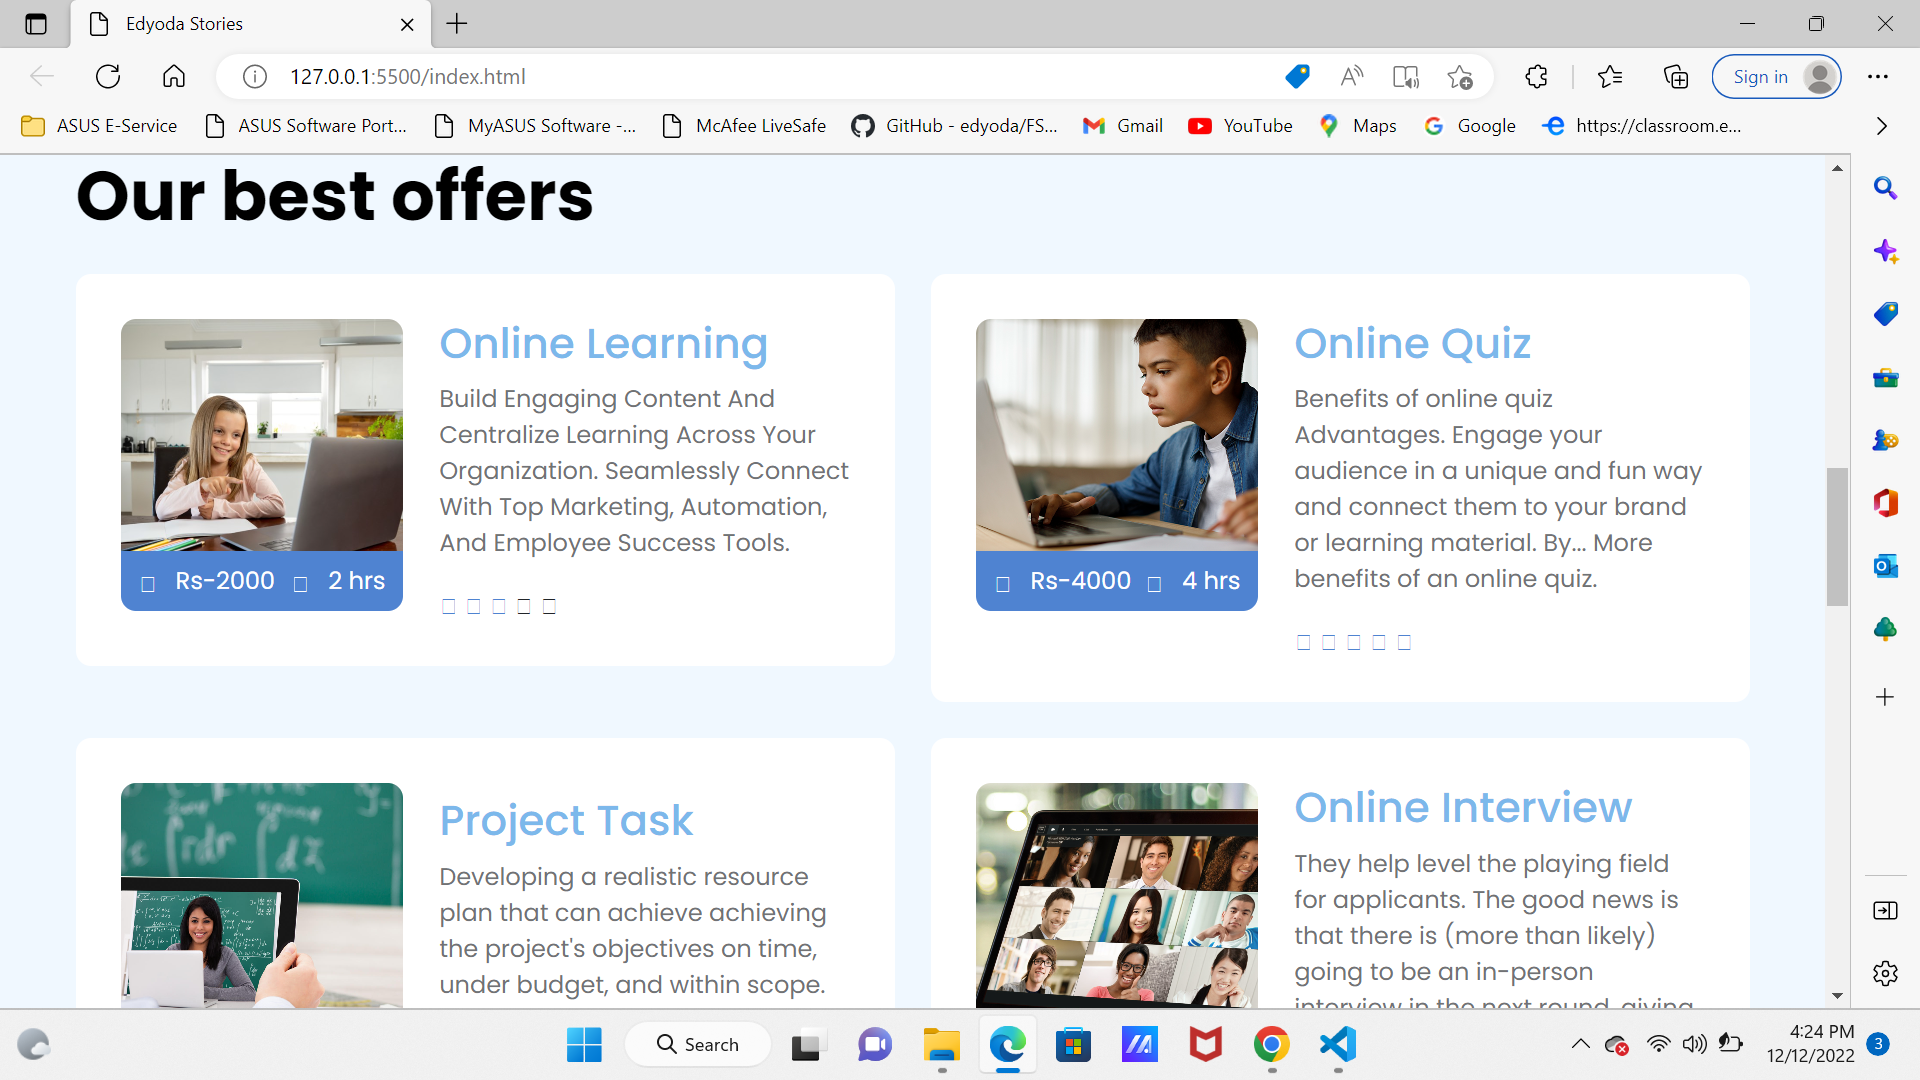 Edyoda Stories
127.0.0.1:5500/index.html
Sign in
ASUS E-Service
ASUS Software Port...
MyASUS Software -...
McAfee LiveSafe
GitHub - edyoda/FS...
Gmail
YouTube
Maps
Google
https://classroom.e...
Our best offers
Online Learning
Build Engaging Content And
Centralize Learning Across Your
Organization. Seamlessly Connect
With Top Marketing, Automation,
And Employee Success Tools.
Rs-2000 2 hrs
Online Quiz
Benefits of online quiz
Advantages. Engage your
audience in a unique and fun way
and connect them to your brand
or learning material. By... More
benefits of an online quiz.
Rs-4000 4 hrs
Project Task
Developing a realistic resource
plan that can achieve achieving
the project's objectives on time,
under budget, and within scope.
Online Interview
They help level the playing field
for applicants. The good news is
that there is (more than likely)
going to be an in-person
interview in the next round, giving
Search
4:24 PM
12/12/2022
3